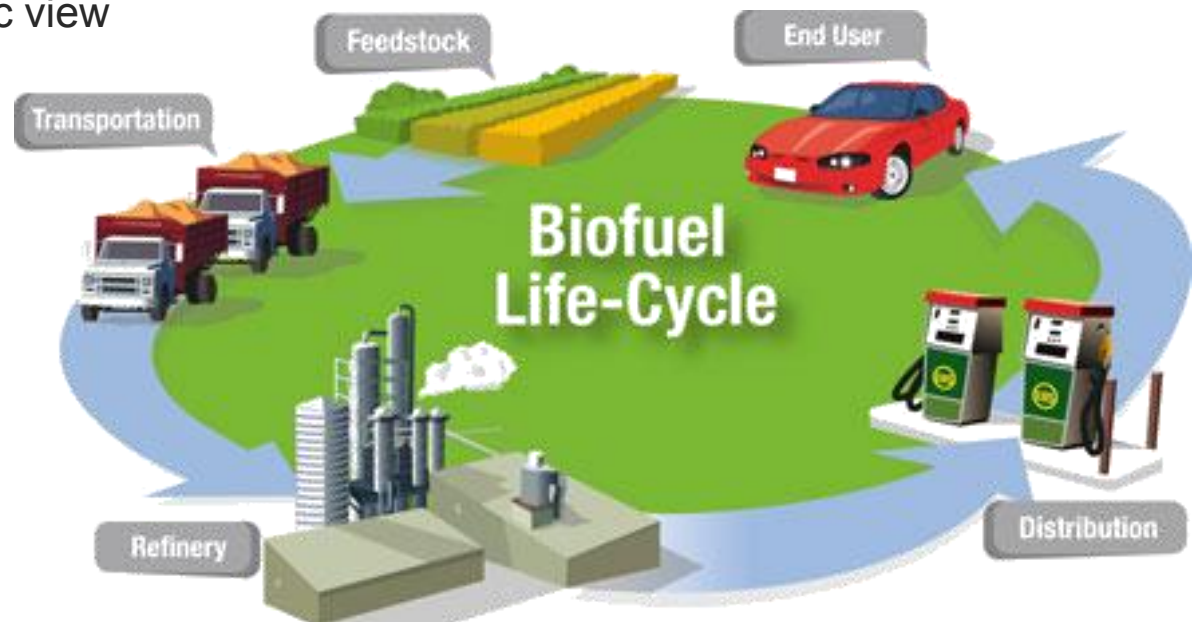 c view
Feedstock
End User
Transportation
Biofuel
Life-Cycle
Refinery
Distribution